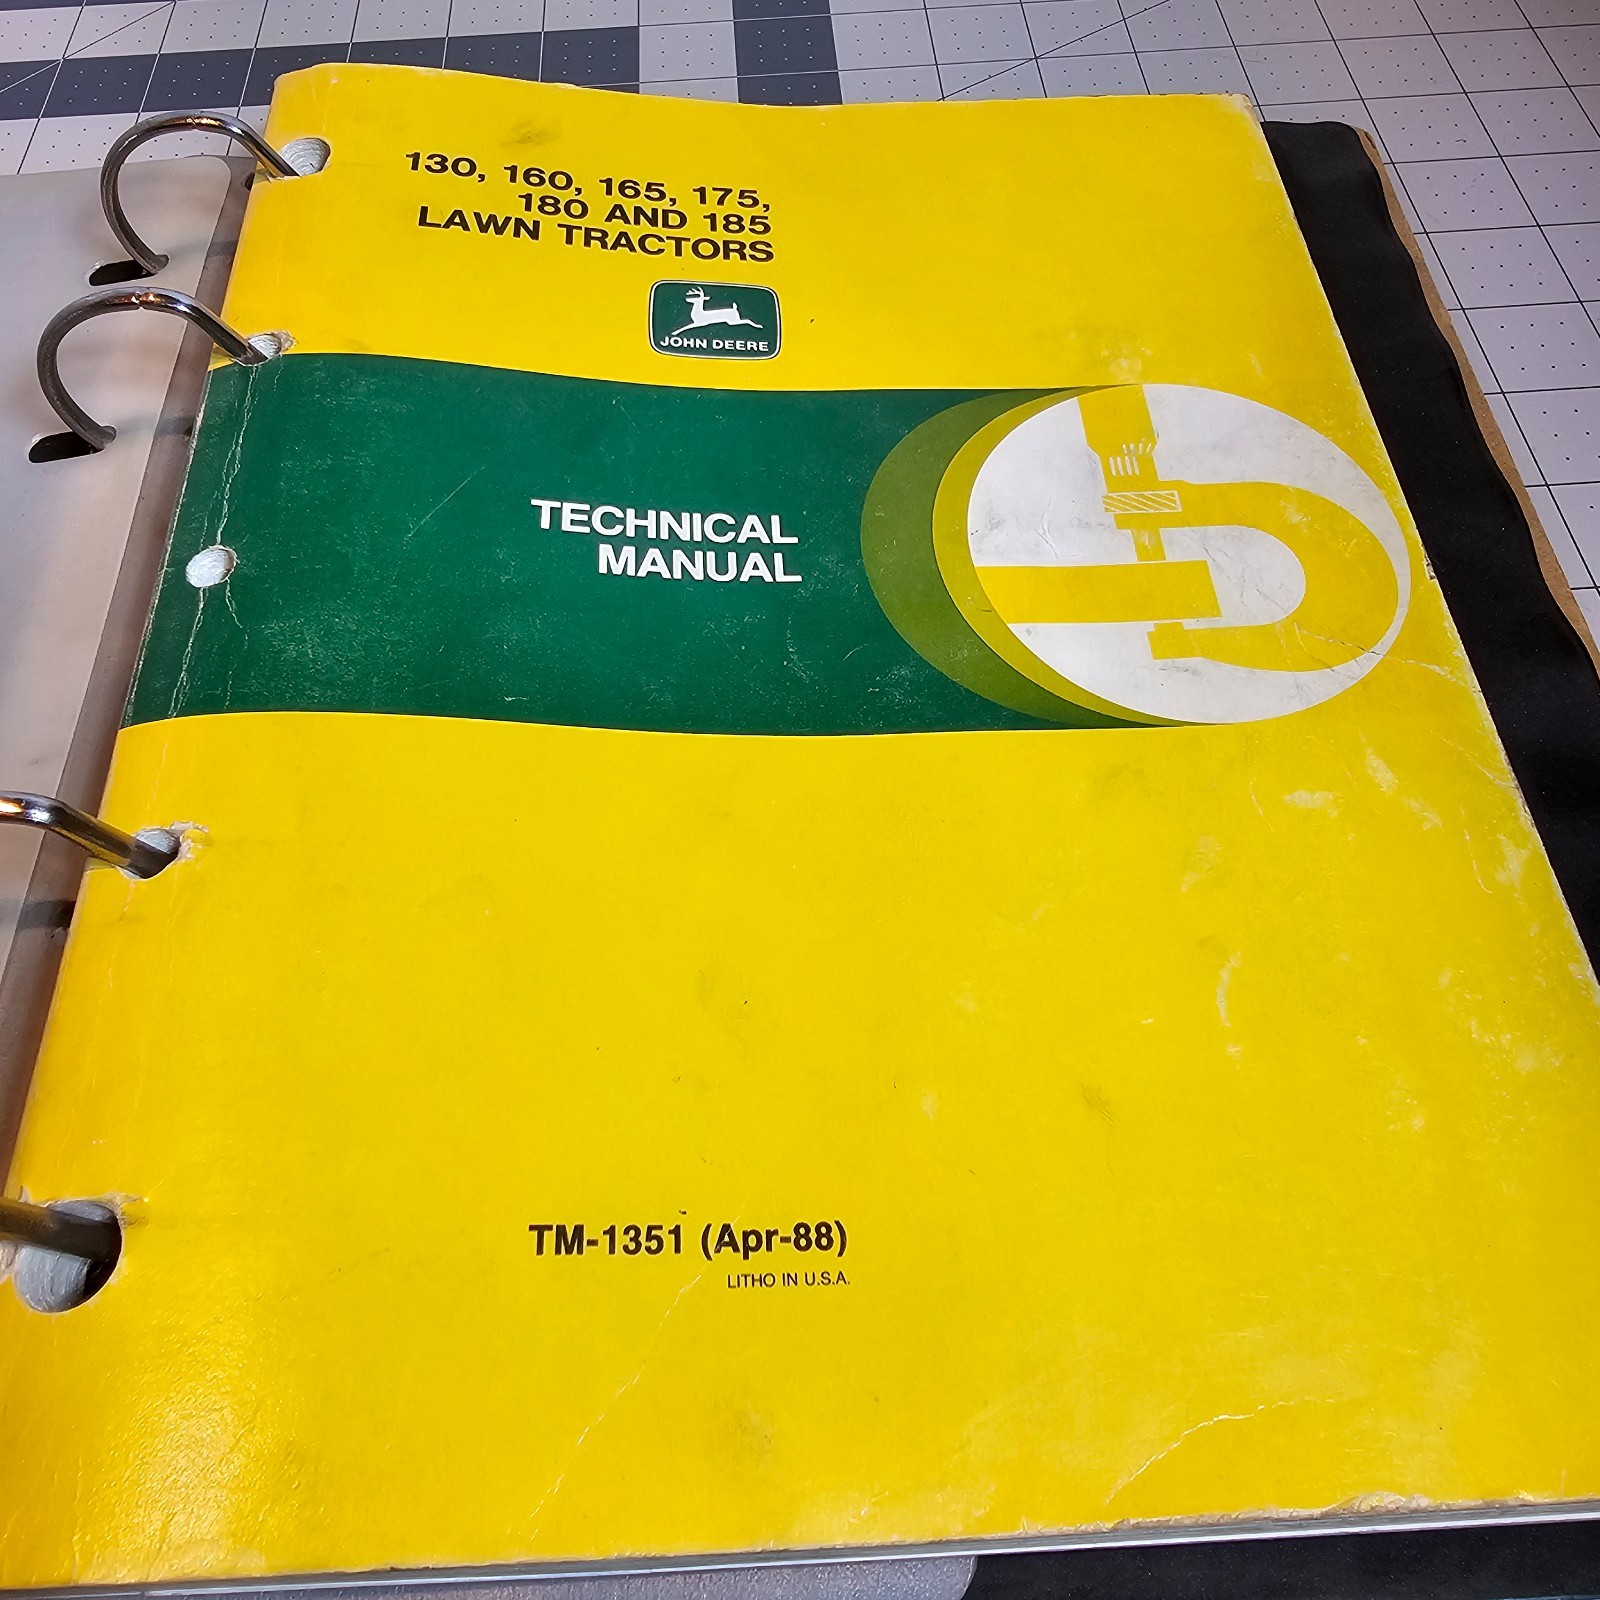 130, 160, 165, 175,
180 AND 185
LAWN TRACTORS
JOHN DEERE
TECHNICAL
MANUAL
TM-1351 (Apr-88)
LITHO IN U.S.A.